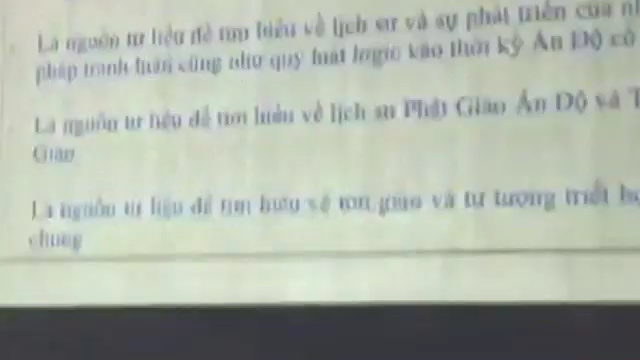 Là nguồn tư liệu để tìm hiểu về lịch sử và sự phát triển của
pháp tranh luận cũng như quy luật logic vào thời kỳ Ấn Độ cổ
Là nguồn tư liệu để tìm hiểu về lịch sử Phật Giáo Ấn Độ và
Giáo
Là nguồn tư liệu để tìm hiểu về tôn giáo và tư tượng triết
chung